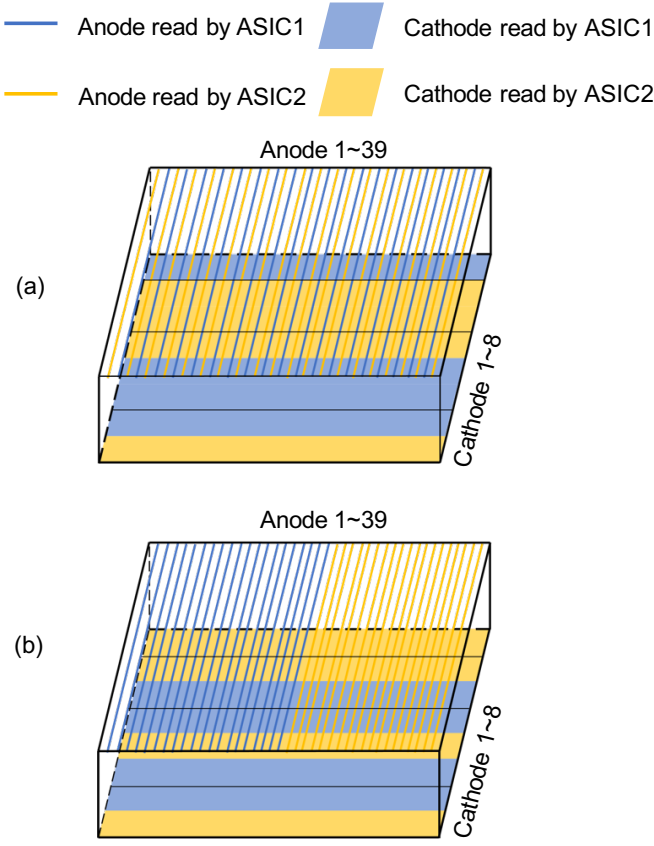 Anode read by ASIC1
Cathode read by ASIC1
Anode read by ASIC2
Cathode read by ASIC2
Anode 1~39
(a)
Cathode 1~8
Anode 1~39
(b)
Cathode 1~8